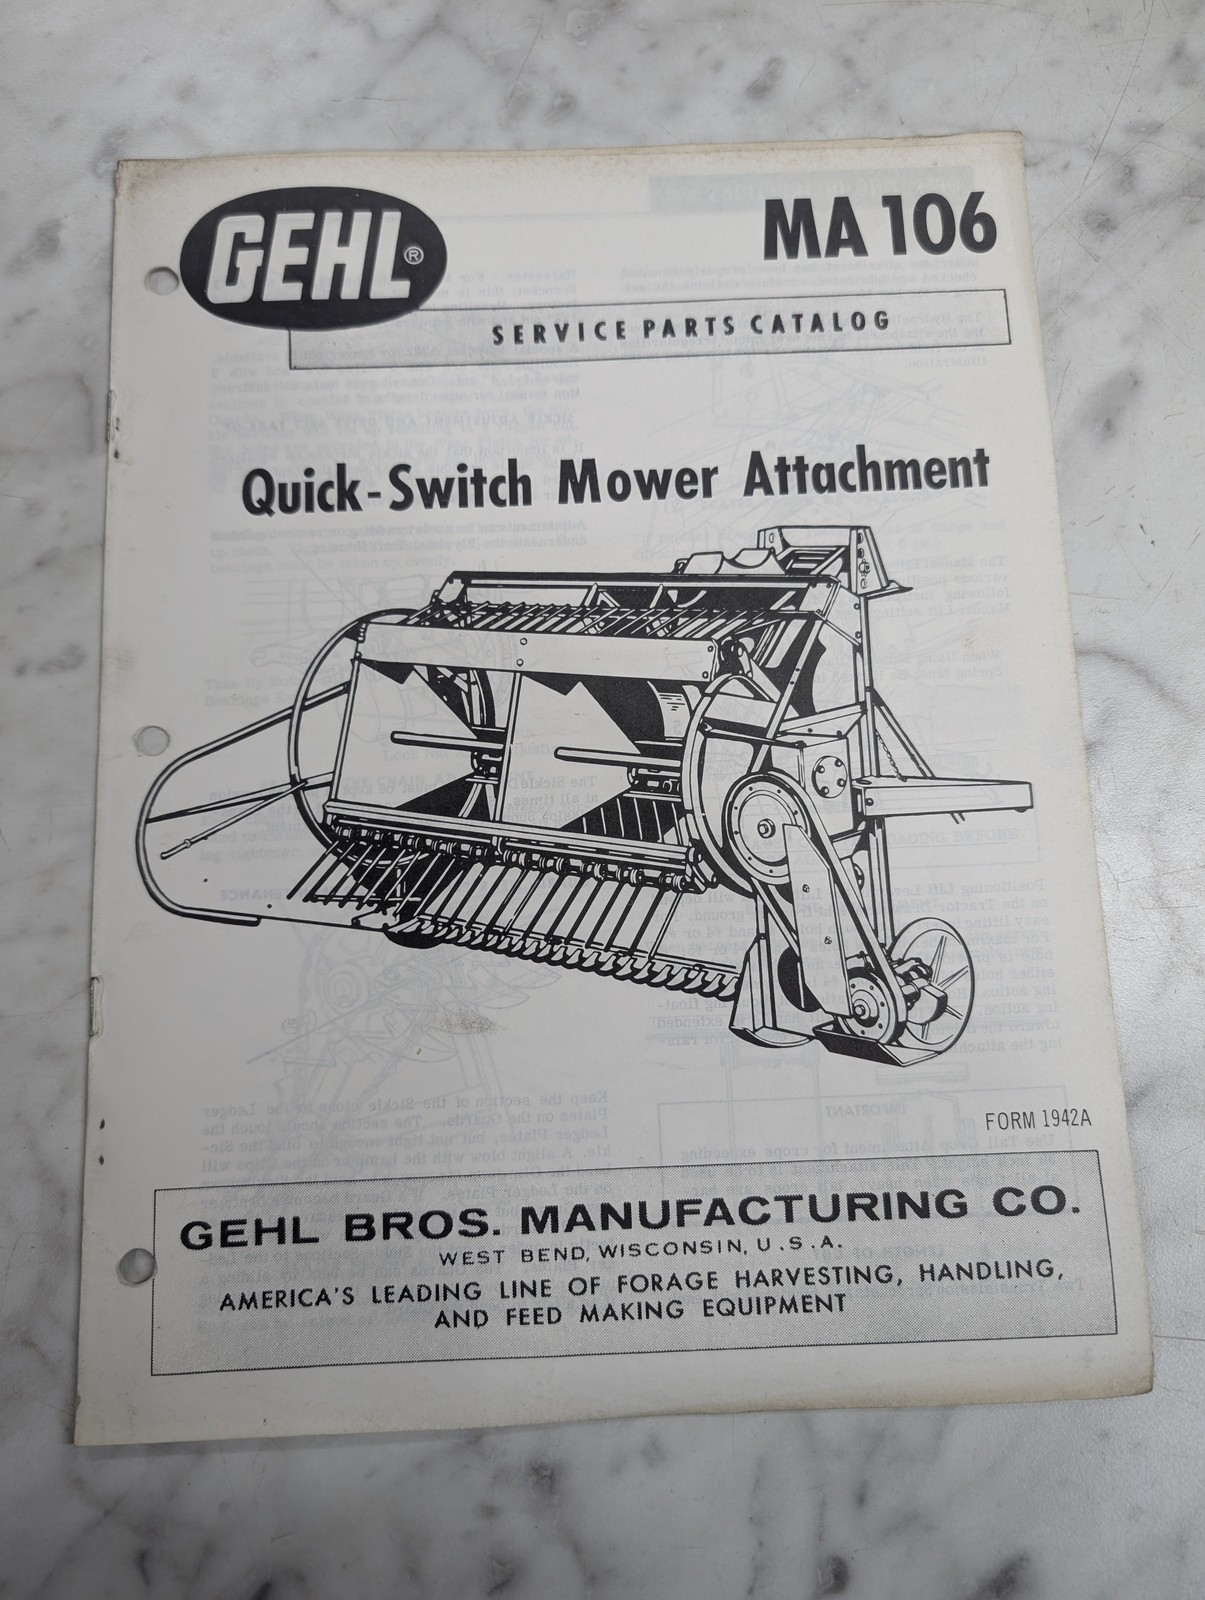 GEHL®
MA 106
SERVICE PARTS CATALOG
Quick-Switch Mower Attachment
FORM 1942A
GEHL BROS. MANUFACTURING CO.
WEST BEND, WISCONSIN, U.S.A.
AMERICA'S LEADING LINE OF FORAGE HARVESTING, HANDLING,
AND FEED MAKING EQUIPMENT